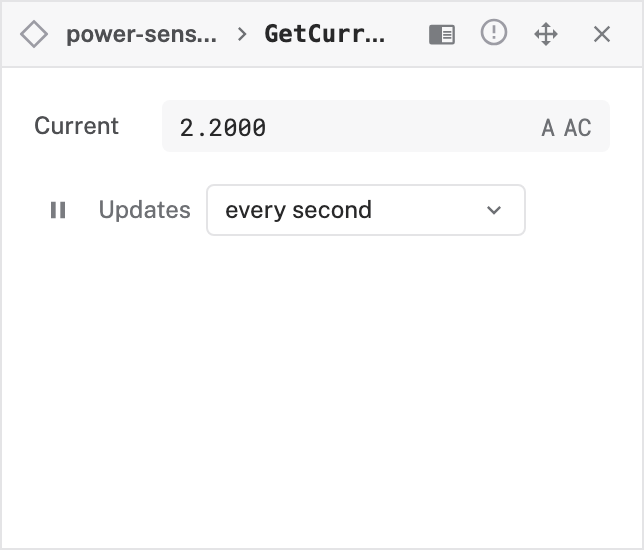 power-sens... > GetCurr...
Current 2.2000 A AC
Updates every second